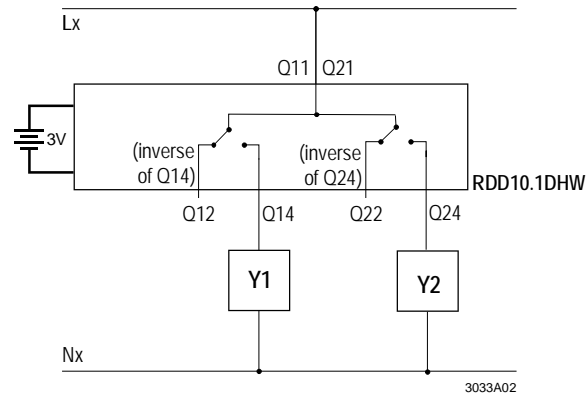 Lx
Q11 Q21
3V
(inverse
of Q14)
(inverse
of Q24)
RDD10.1DHW
Q12 Q14 Q22 Q24
Y1 Y2
Nx
3033A02